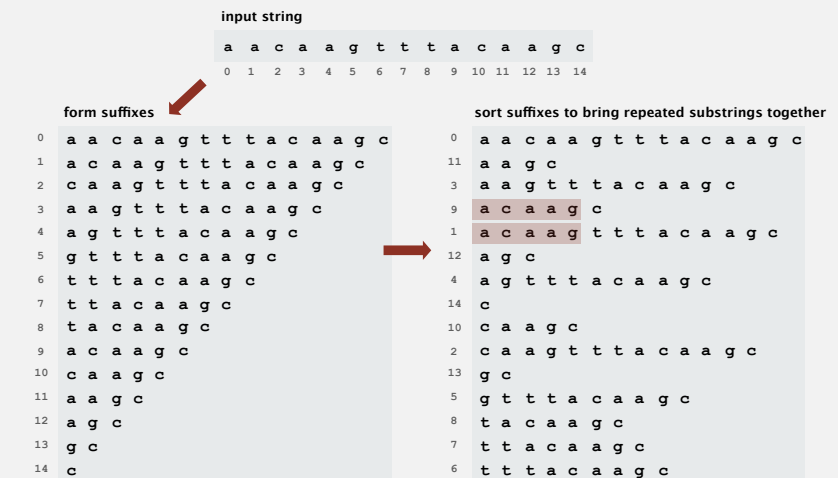 input string
a a c a a g t t t a c a a g c
0 1 2 3 4 5 6 7 8 9 10 11 12 13 14
form suffixes
0 a a c a a g t t t a c a a g c
1 a c a a g t t t a c a a g c
2 c a a g t t t a c a a g c
3 a a g t t t a c a a g c
4 a g t t t a c a a g c
5 g t t t a c a a g c
6 t t t a c a a g c
7 t t a c a a g c
8 t a c a a g c
9 a c a a g c
10 c a a g c
11 a a g c
12 a g c
13 g c
14 c
sort suffixes to bring repeated substrings together
0 a a c a a g t t t a c a a g c
11 a a g c
3 a a g t t t a c a a g c
9 a c a a g c
1 a c a a g t t t a c a a g c
12 a g c
4 a g t t t a c a a g c
14 c
10 c a a g c
2 c a a g t t t a c a a g c
13 g c
5 g t t t a c a a g c
8 t a c a a g c
7 t t a c a a g c
6 t t t a c a a g c